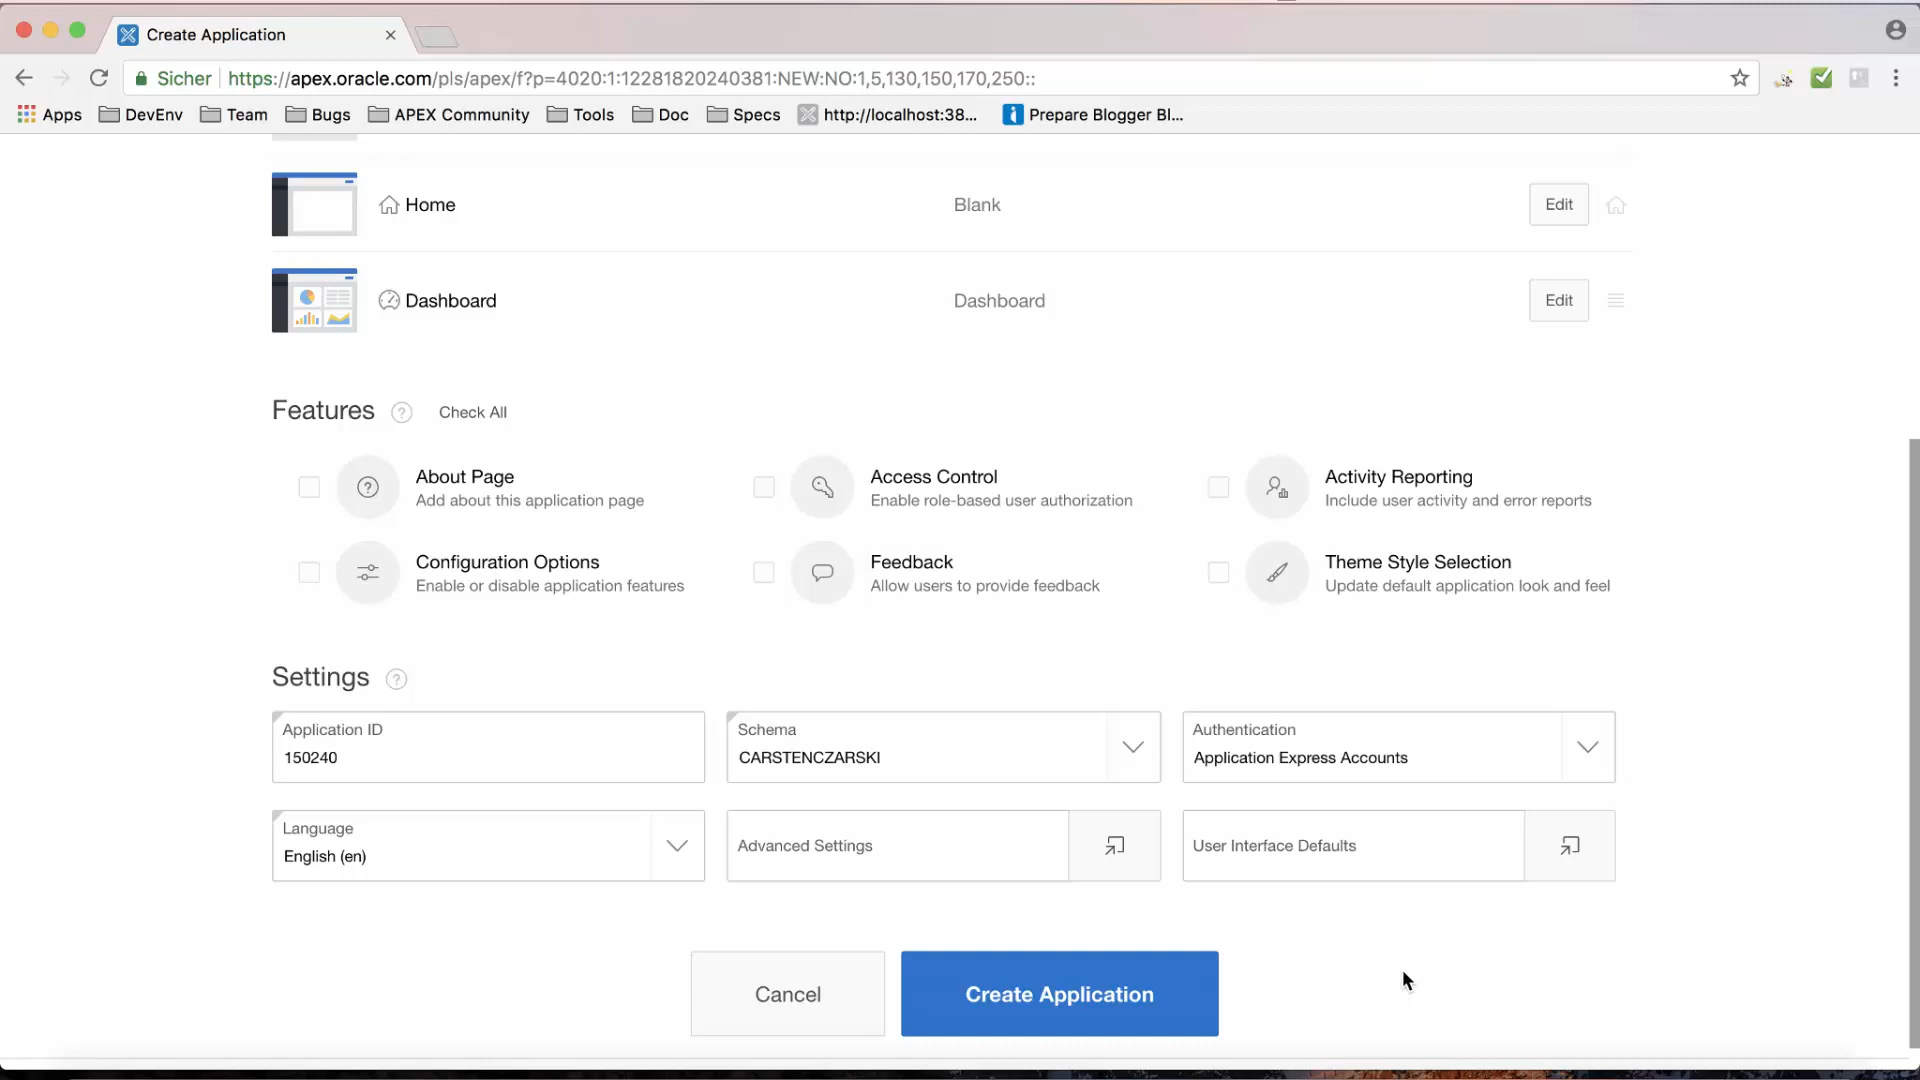 Create Application
Sicher https://apex.oracle.com/pls/apex/f?p=4020:1:12281820240381:NEW:NO:1,5,130,150,170,250::
Apps DevEnv Team Bugs APEX Community Tools Doc Specs http://localhost:38... Prepare Blogger Bl...
Home Blank Edit
Dashboard Dashboard Edit
Features ? Check All
? About Page
Add about this application page
Access Control
Enable role-based user authorization
Activity Reporting
Include user activity and error reports
Configuration Options
Enable or disable application features
Feedback
Allow users to provide feedback
Theme Style Selection
Update default application look and feel
Settings ?
Application ID
150240
Schema
CARSTENCZARSKI
Authentication
Application Express Accounts
Language
English (en)
Advanced Settings
User Interface Defaults
Cancel
Create Application